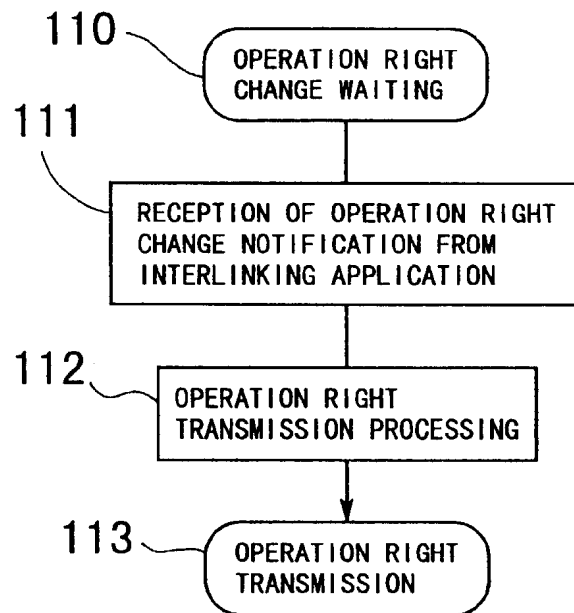 110
OPERATION RIGHT
CHANGE WAITING
111
RECEPTION OF OPERATION RIGHT
CHANGE NOTIFICATION FROM
INTERLINKING APPLICATION
112
OPERATION RIGHT
TRANSMISSION PROCESSING
113
OPERATION RIGHT
TRANSMISSION